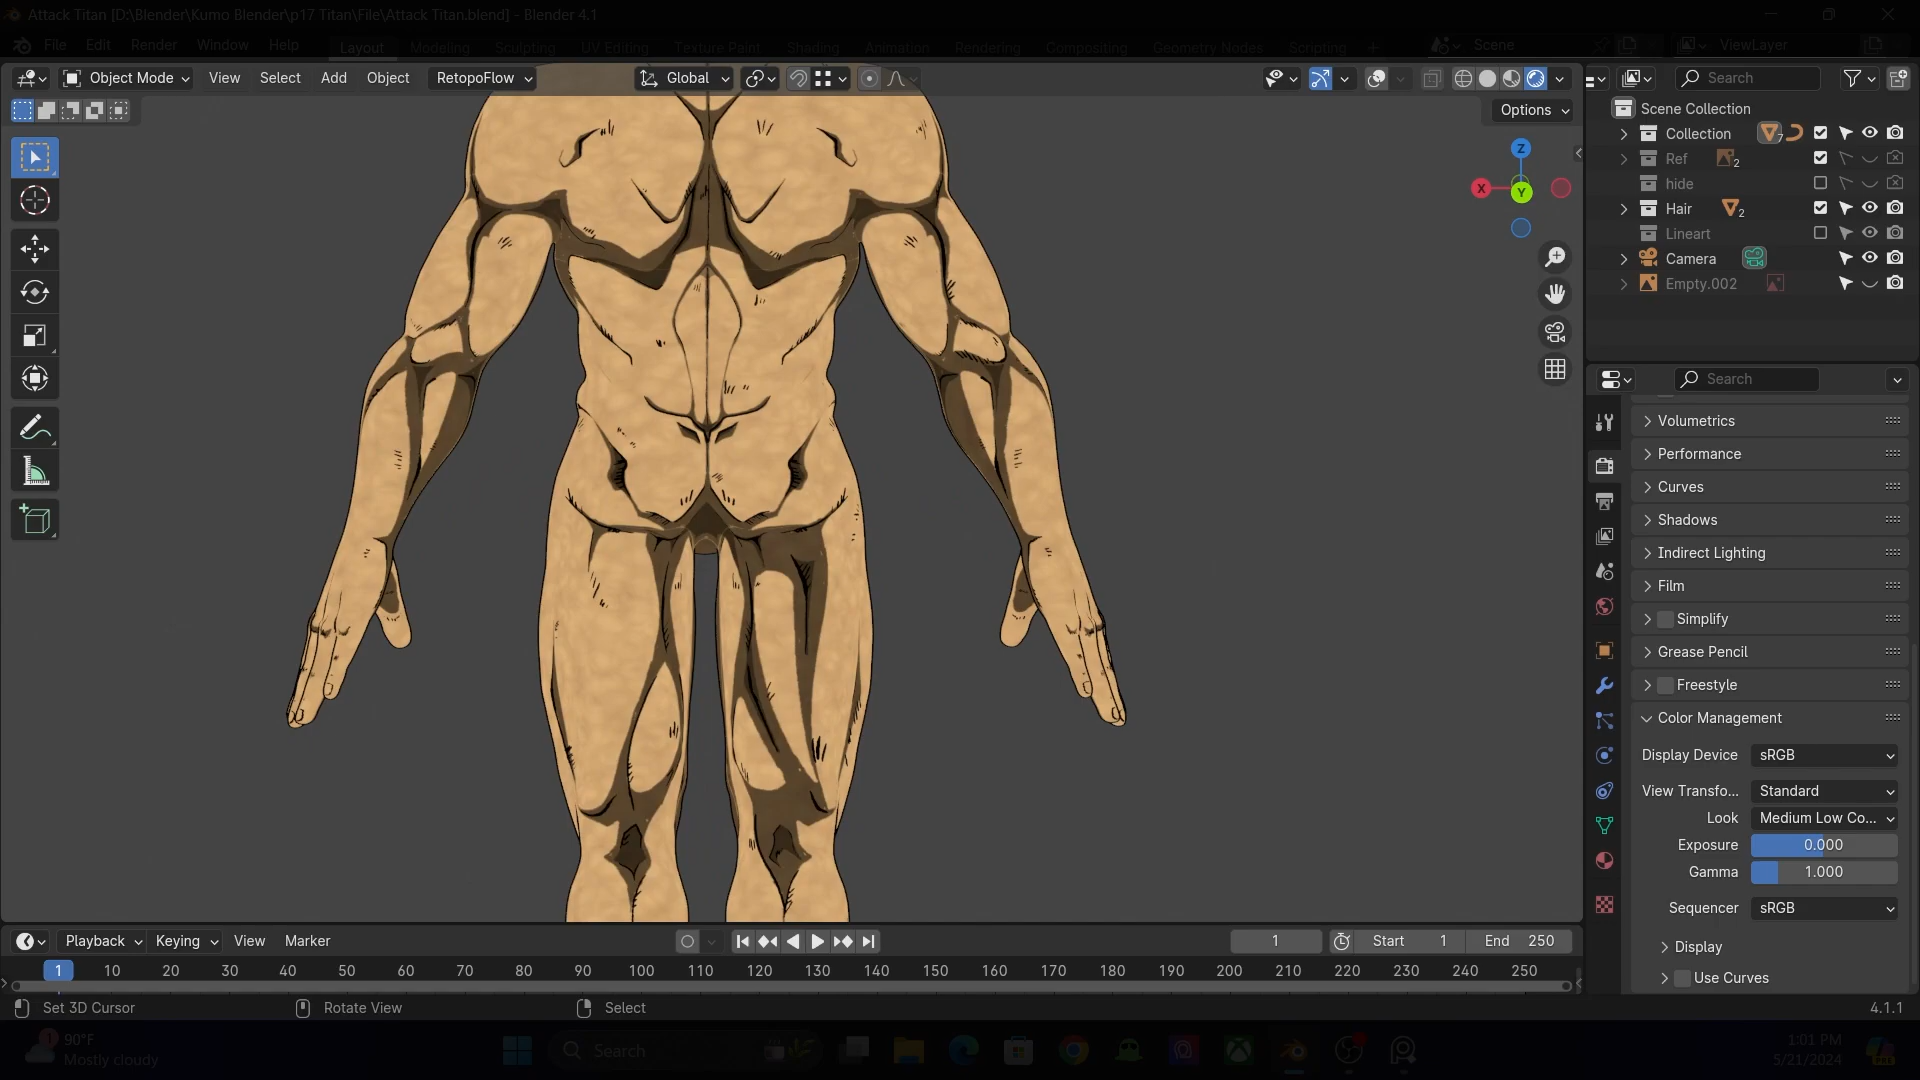 Attack Titan [D:\Blender\Kumo Blender\p17 Titan\File\Attack Titan.blend] - Blender 4.1
File Edit Render Window Help Layout Modeling Sculpting UV Editing Texture Paint Shading Animation Rendering Compositing Geometry Nodes Scripting + Scene ViewLayer
Object Mode View Select Add Object RetopoFlow Global Search
Options
Scene Collection
Collection 7
Ref 2
hide
Hair 2
Lineart
Camera
Empty.002
Z
X
Y
Search
Volumetrics
Performance
Curves
Shadows
Indirect Lighting
Film
Simplify
Grease Pencil
Freestyle
Color Management
Display Device sRGB
View Transfo... Standard
Look Medium Low Co...
Exposure 0.000
Gamma 1.000
Sequencer sRGB
Display
Use Curves
Playback Keying View Marker 1 Start 1 End 250
1 10 20 30 40 50 60 70 80 90 100 110 120 130 140 150 160 170 180 190 200 210 220 230 240 250
Set 3D Cursor Rotate View Select 4.1.1
1 90°F
Mostly cloudy
Search
1:01 PM
5/21/2024